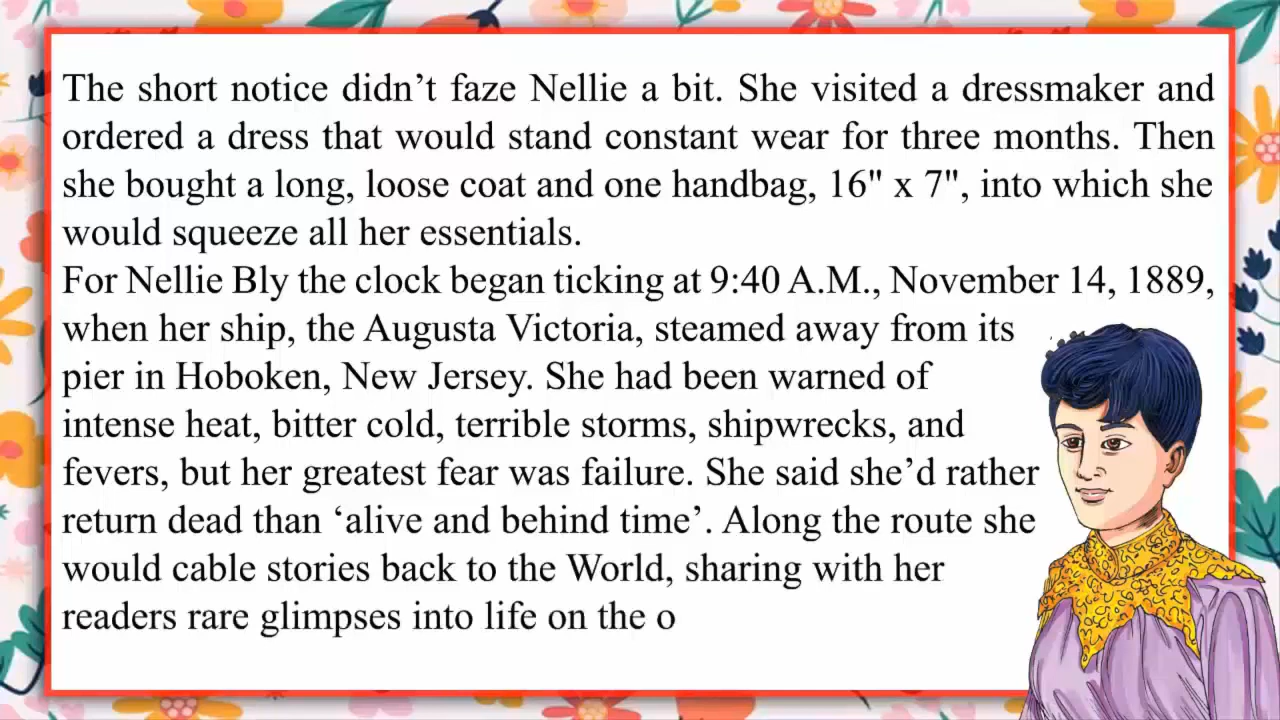 The short notice didn’t faze Nellie a bit. She visited a dressmaker and
ordered a dress that would stand constant wear for three months. Then
she bought a long, loose coat and one handbag, 16" x 7", into which she
would squeeze all her essentials.
For Nellie Bly the clock began ticking at 9:40 A.M., November 14, 1889,
when her ship, the Augusta Victoria, steamed away from its
pier in Hoboken, New Jersey. She had been warned of
intense heat, bitter cold, terrible storms, shipwrecks, and
fevers, but her greatest fear was failure. She said she’d rather
return dead than ‘alive and behind time’. Along the route she
would cable stories back to the World, sharing with her
readers rare glimpses into life on the o